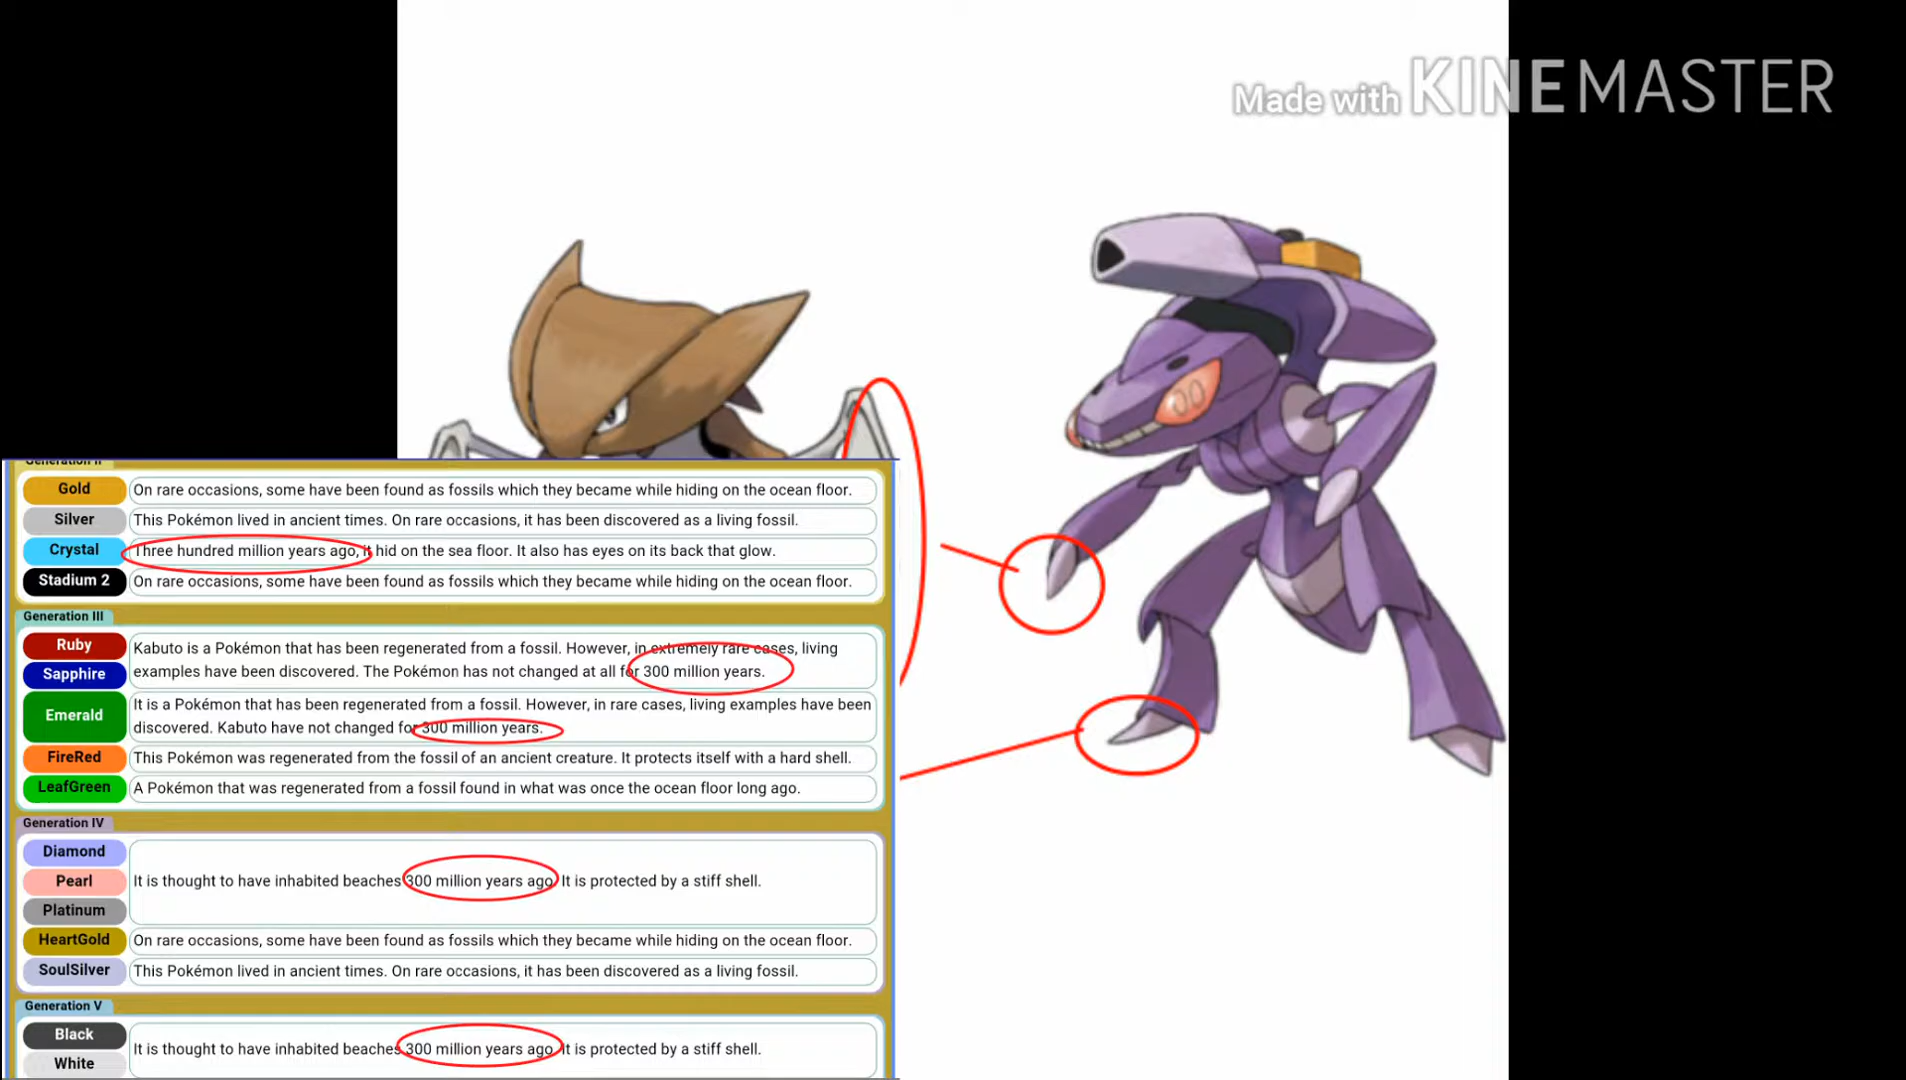 Made with KINEMASTER
Generation II
Gold
On rare occasions, some have been found as fossils which they became while hiding on the ocean floor.
Silver
This Pokémon lived in ancient times. On rare occasions, it has been discovered as a living fossil.
Crystal
Three hundred million years ago, it hid on the sea floor. It also has eyes on its back that glow.
Stadium 2
On rare occasions, some have been found as fossils which they became while hiding on the ocean floor.
Generation III
Ruby
Sapphire
Kabuto is a Pokémon that has been regenerated from a fossil. However, in extremely rare cases, living
examples have been discovered. The Pokémon has not changed at all for 300 million years.
Emerald
It is a Pokémon that has been regenerated from a fossil. However, in rare cases, living examples have been
discovered. Kabuto have not changed for 300 million years.
FireRed
This Pokémon was regenerated from the fossil of an ancient creature. It protects itself with a hard shell.
LeafGreen
A Pokémon that was regenerated from a fossil found in what was once the ocean floor long ago.
Generation IV
Diamond
Pearl
Platinum
It is thought to have inhabited beaches 300 million years ago. It is protected by a stiff shell.
HeartGold
On rare occasions, some have been found as fossils which they became while hiding on the ocean floor.
SoulSilver
This Pokémon lived in ancient times. On rare occasions, it has been discovered as a living fossil.
Generation V
Black
White
It is thought to have inhabited beaches 300 million years ago. It is protected by a stiff shell.